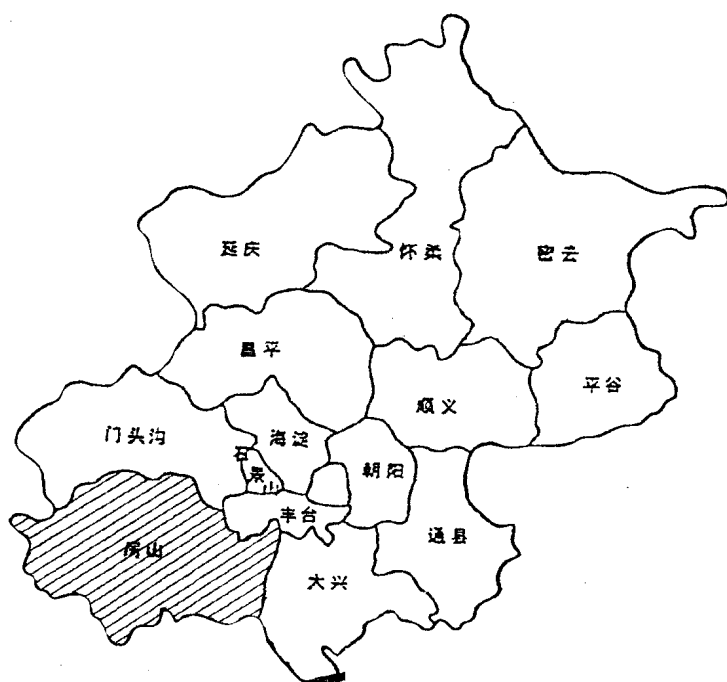 延庆
怀柔
密云
昌平
平谷
顺义
门头沟
海淀
石景山
朝阳
丰台
通县
房山
大兴